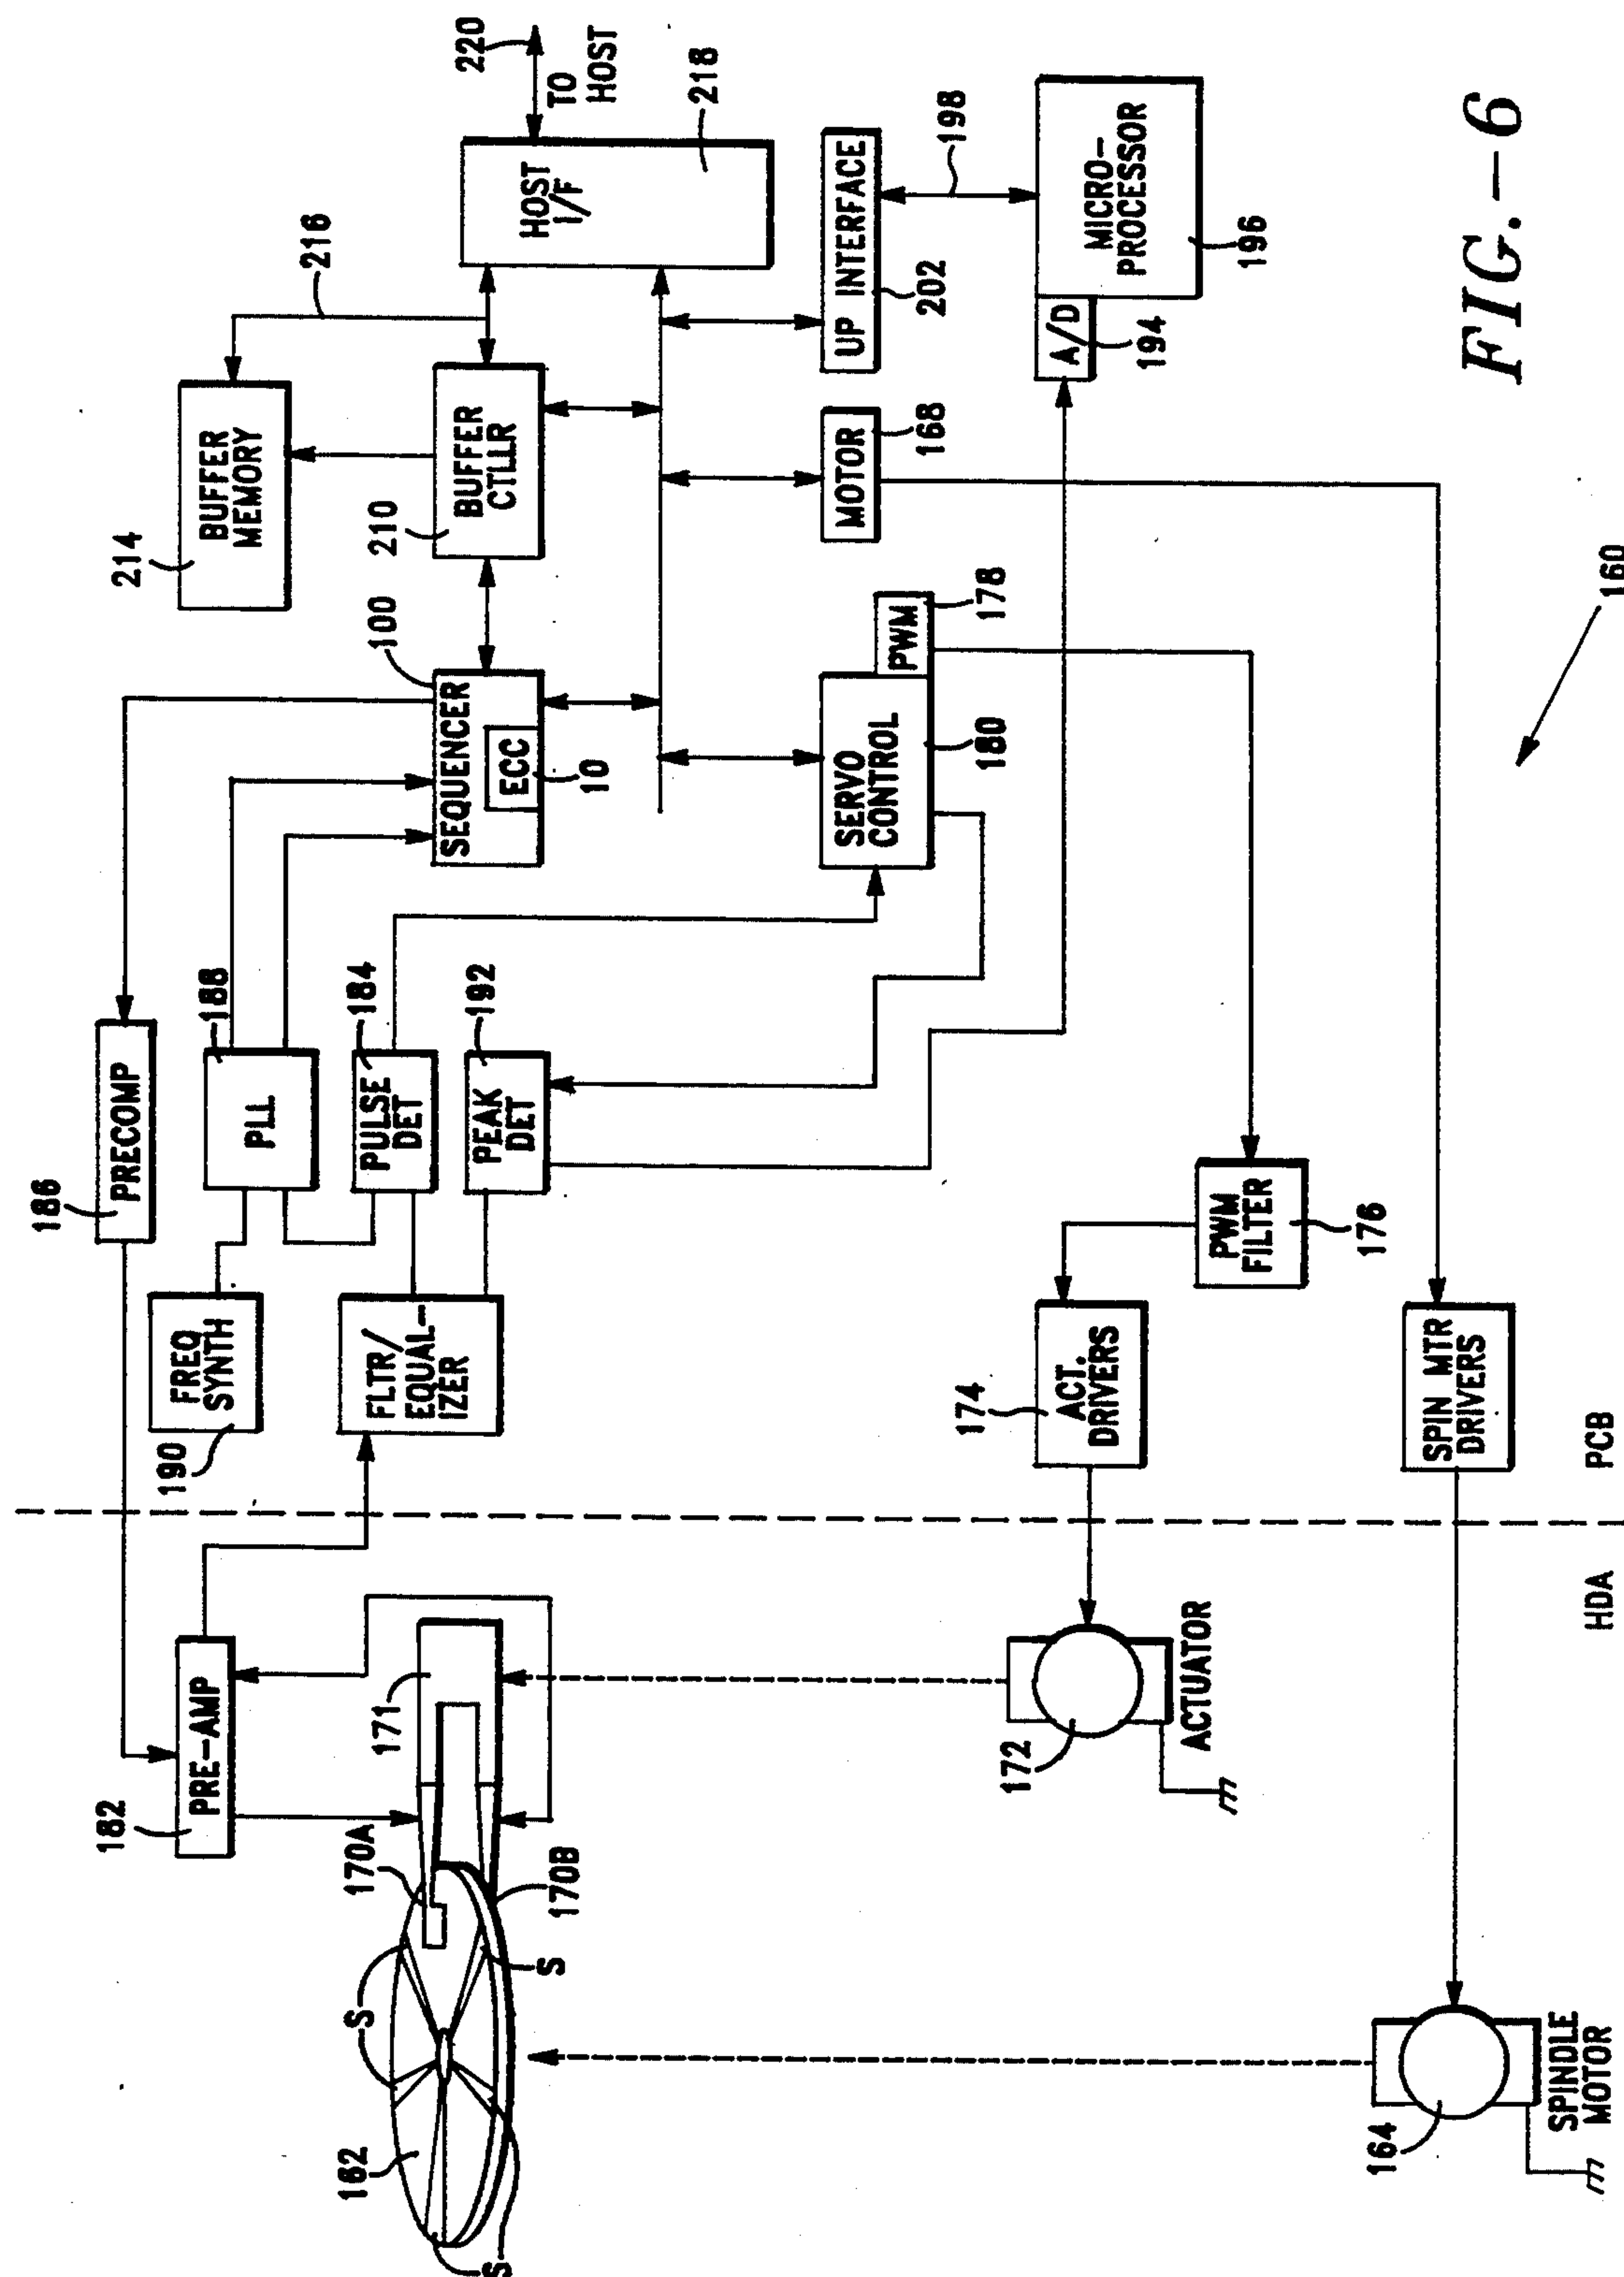 214
BUFFER
MEMORY
216
220
TO
HOST
HOST
I/F
218
210
BUFFER
CTLLR
100
SEQUENCER
ECC
10
186
PRECOMP
188
PLL
184
PULSE
DET
192
PEAK
DET
190
FREQ
SYNTH
FLTR/
EQUAL-
IZER
182
PRE-AMP
171
170A
170B
162
S
S
S
S
UP INTERFACE
202
198
MICRO-
PROCESSOR
196
A/D
194
MOTOR
168
PWM
178
SERVO
CONTROL
180
PWM
FILTER
176
174
ACT.
DRIVERS
172
ACTUATOR
SPIN MTR
DRIVERS
164
SPINDLE
MOTOR
HDA
PCB
160
FIG.-6